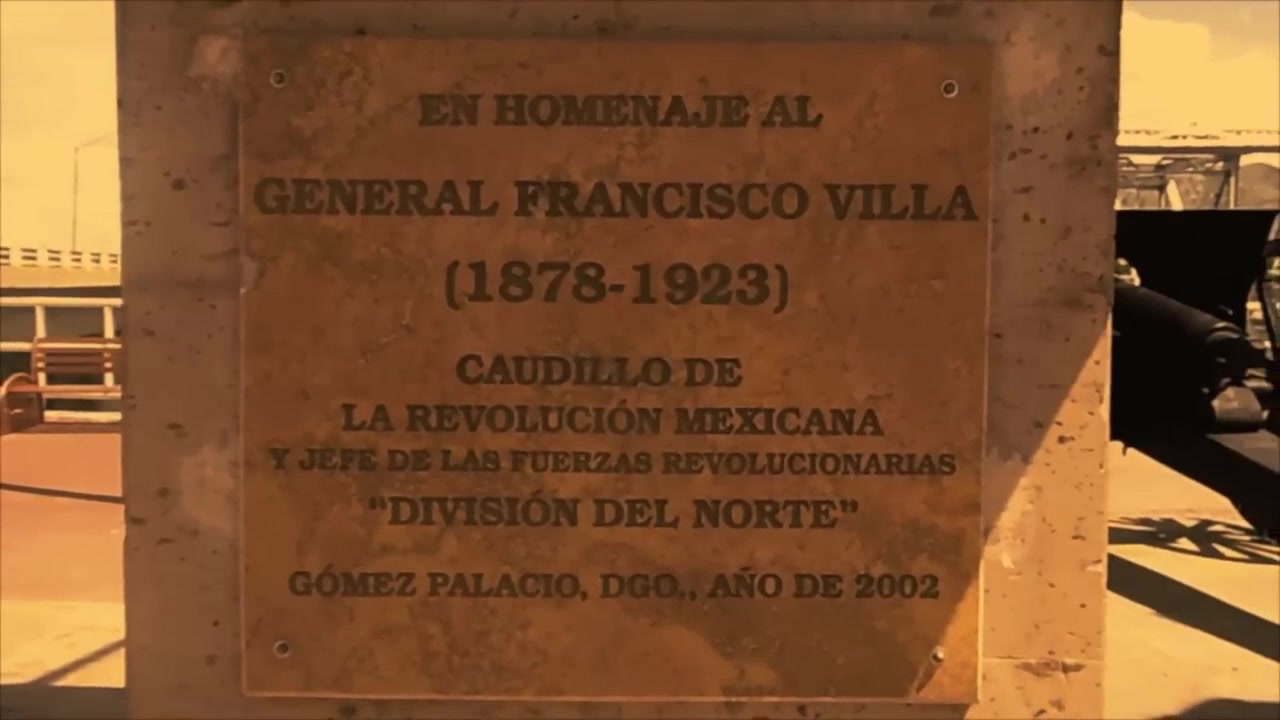 EN HOMENAJE AL
GENERAL FRANCISCO VILLA
(1878-1923)
CAUDILLO DE
LA REVOLUCIÓN MEXICANA
Y JEFE DE LAS FUERZAS REVOLUCIONARIAS
“DIVISIÓN DEL NORTE”
GÓMEZ PALACIO, DGO., AÑO DE 2002